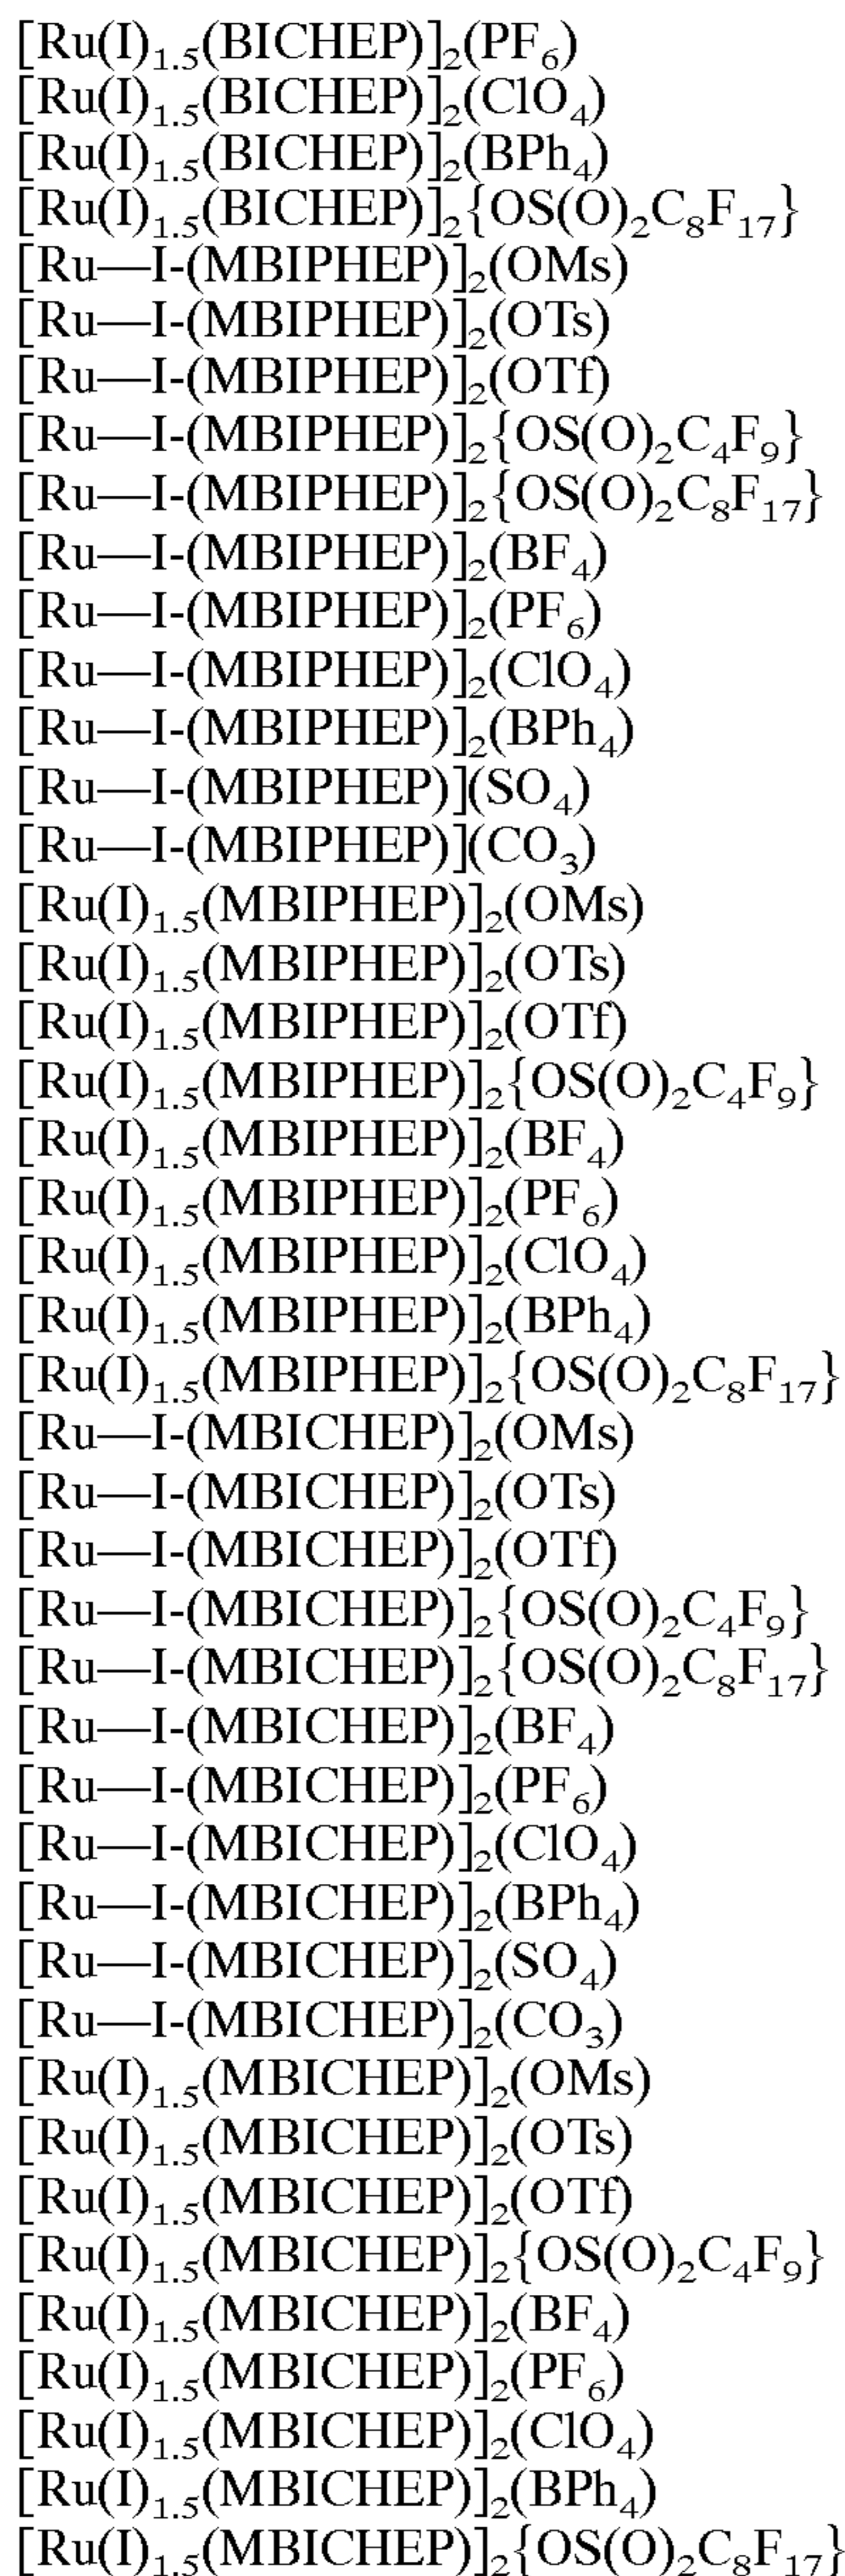 [Ru(I)₁.₅(BICHEP)]₂(PF₆)
[Ru(I)₁.₅(BICHEP)]₂(ClO₄)
[Ru(I)₁.₅(BICHEP)]₂(BPh₄)
[Ru(I)₁.₅(BICHEP)]₂{OS(O)₂C₈F₁₇}
[Ru—I-(MBIPHEP)]₂(OMs)
[Ru—I-(MBIPHEP)]₂(OTs)
[Ru—I-(MBIPHEP)]₂(OTf)
[Ru—I-(MBIPHEP)]₂{OS(O)₂C₄F₉}
[Ru—I-(MBIPHEP)]₂{OS(O)₂C₈F₁₇}
[Ru—I-(MBIPHEP)]₂(BF₄)
[Ru—I-(MBIPHEP)]₂(PF₆)
[Ru—I-(MBIPHEP)]₂(ClO₄)
[Ru—I-(MBIPHEP)]₂(BPh₄)
[Ru—I-(MBIPHEP)](SO₄)
[Ru—I-(MBIPHEP)](CO₃)
[Ru(I)₁.₅(MBIPHEP)]₂(OMs)
[Ru(I)₁.₅(MBIPHEP)]₂(OTs)
[Ru(I)₁.₅(MBIPHEP)]₂(OTf)
[Ru(I)₁.₅(MBIPHEP)]₂{OS(O)₂C₄F₉}
[Ru(I)₁.₅(MBIPHEP)]₂(BF₄)
[Ru(I)₁.₅(MBIPHEP)]₂(PF₆)
[Ru(I)₁.₅(MBIPHEP)]₂(ClO₄)
[Ru(I)₁.₅(MBIPHEP)]₂(BPh₄)
[Ru(I)₁.₅(MBIPHEP)]₂{OS(O)₂C₈F₁₇}
[Ru—I-(MBICHEP)]₂(OMs)
[Ru—I-(MBICHEP)]₂(OTs)
[Ru—I-(MBICHEP)]₂(OTf)
[Ru—I-(MBICHEP)]₂{OS(O)₂C₄F₉}
[Ru—I-(MBICHEP)]₂{OS(O)₂C₈F₁₇}
[Ru—I-(MBICHEP)]₂(BF₄)
[Ru—I-(MBICHEP)]₂(PF₆)
[Ru—I-(MBICHEP)]₂(ClO₄)
[Ru—I-(MBICHEP)]₂(BPh₄)
[Ru—I-(MBICHEP)]₂(SO₄)
[Ru—I-(MBICHEP)]₂(CO₃)
[Ru(I)₁.₅(MBICHEP)]₂(OMs)
[Ru(I)₁.₅(MBICHEP)]₂(OTs)
[Ru(I)₁.₅(MBICHEP)]₂(OTf)
[Ru(I)₁.₅(MBICHEP)]₂{OS(O)₂C₄F₉}
[Ru(I)₁.₅(MBICHEP)]₂(BF₄)
[Ru(I)₁.₅(MBICHEP)]₂(PF₆)
[Ru(I)₁.₅(MBICHEP)]₂(ClO₄)
[Ru(I)₁.₅(MBICHEP)]₂(BPh₄)
[Ru(I)₁.₅(MBICHEP)]₂{OS(O)₂C₈F₁₇}